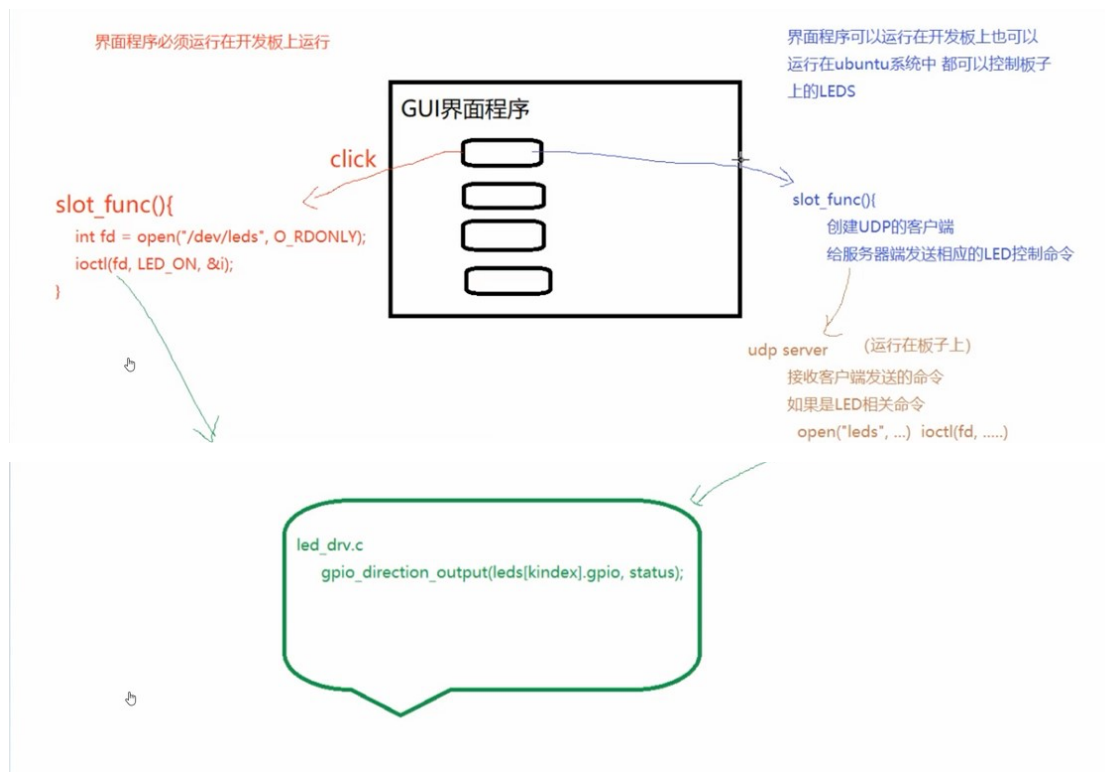 界面程序必须运行在开发板上运行
界面程序可以运行在开发板上也可以
运行在ubuntu系统中 都可以控制板子
上的LEDS
GUI界面程序
click
slot_func(){
int fd = open("/dev/leds", O_RDONLY);
ioctl(fd, LED_ON, &i);
}
slot_func(){
创建UDP的客户端
给服务器端发送相应的LED控制命令
udp server (运行在板子上)
接收客户端发送的命令
如果是LED相关命令
open("leds", ...) ioctl(fd, .....)
led_drv.c
gpio_direction_output(leds[kindex].gpio, status);